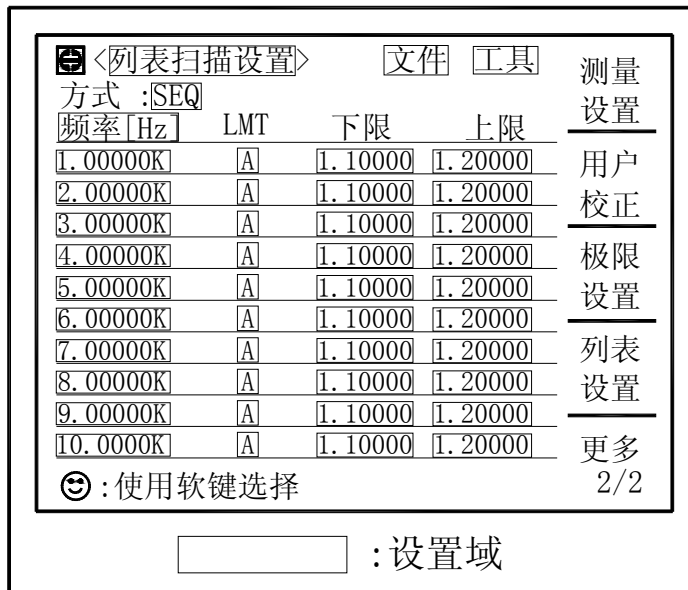 <列表扫描设置> 文件 工具
方式 :SEQ
频率[Hz] LMT 下限 上限
1.00000K A 1.10000 1.20000
2.00000K A 1.10000 1.20000
3.00000K A 1.10000 1.20000
4.00000K A 1.10000 1.20000
5.00000K A 1.10000 1.20000
6.00000K A 1.10000 1.20000
7.00000K A 1.10000 1.20000
8.00000K A 1.10000 1.20000
9.00000K A 1.10000 1.20000
10.0000K A 1.10000 1.20000
:使用软键选择
测量
设置
用户
校正
极限
设置
列表
设置
更多
2/2
:设置域